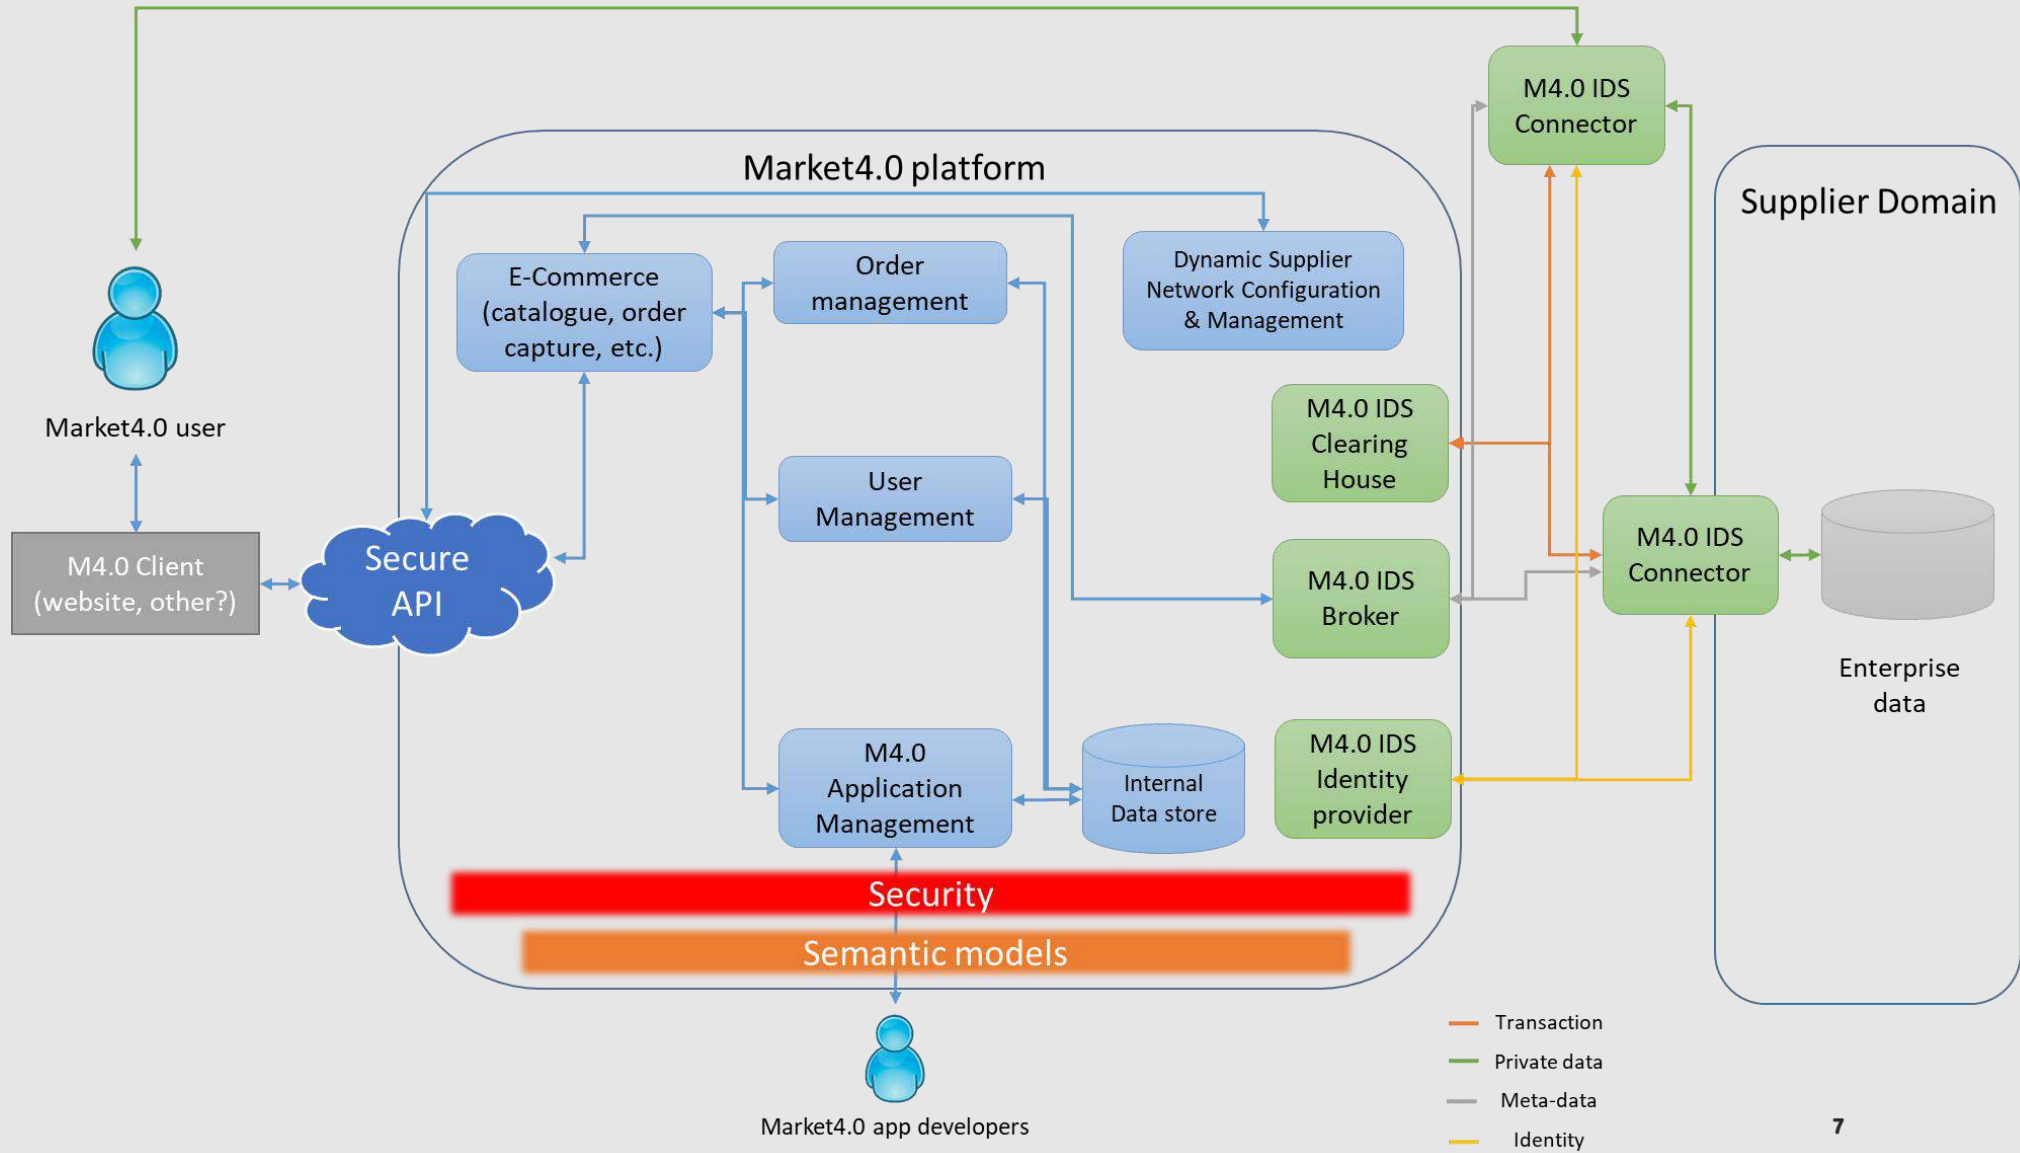 M4.0 IDS
Connector
Market4.0 platform
Supplier Domain
E-Commerce
(catalogue, order
capture, etc.)
Order
management
Dynamic Supplier
Network Configuration
& Management
Market4.0 user
M4.0 IDS
Clearing
House
User
Management
M4.0 Client
(website, other?)
Secure
API
M4.0 IDS
Broker
M4.0 IDS
Connector
Enterprise
data
M4.0
Application
Management
Internal
Data store
M4.0 IDS
Identity
provider
Security
Semantic models
Market4.0 app developers
Transaction
Private data
Meta-data
Identity
7